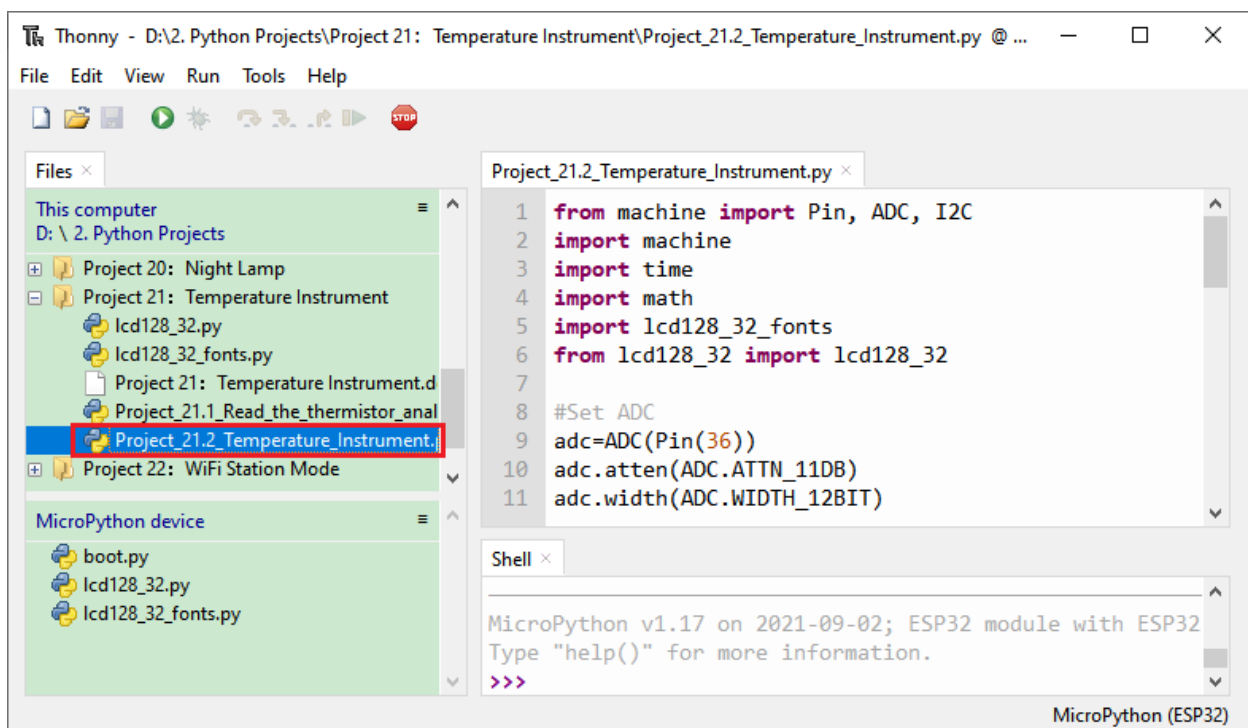 Thonny - D:\2. Python Projects\Project 21：Temperature Instrument\Project_21.2_Temperature_Instrument.py @ ...
File Edit View Run Tools Help
STOP
Files
This computer
D: \ 2. Python Projects
Project 20：Night Lamp
Project 21：Temperature Instrument
lcd128_32.py
lcd128_32_fonts.py
Project 21：Temperature Instrument.d
Project_21.1_Read_the_thermistor_anal
Project_21.2_Temperature_Instrument.
Project 22：WiFi Station Mode
MicroPython device
boot.py
lcd128_32.py
lcd128_32_fonts.py
Project_21.2_Temperature_Instrument.py
1 from machine import Pin, ADC, I2C
2 import machine
3 import time
4 import math
5 import lcd128_32_fonts
6 from lcd128_32 import lcd128_32
7
8 #Set ADC
9 adc=ADC(Pin(36))
10 adc.atten(ADC.ATTN_11DB)
11 adc.width(ADC.WIDTH_12BIT)
Shell
MicroPython v1.17 on 2021-09-02; ESP32 module with ESP32
Type "help()" for more information.
>>>
MicroPython (ESP32)